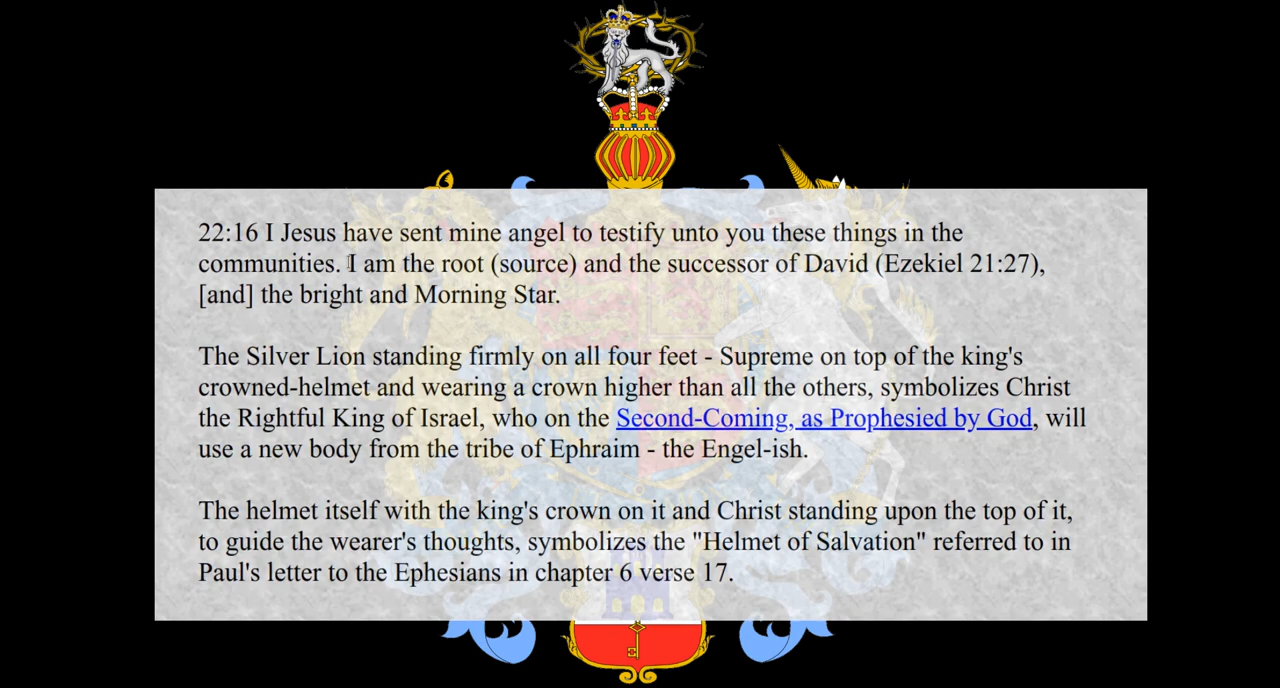 22:16 I Jesus have sent mine angel to testify unto you these things in the
communities. I am the root (source) and the successor of David (Ezekiel 21:27),
[and] the bright and Morning Star.
The Silver Lion standing firmly on all four feet - Supreme on top of the king's
crowned-helmet and wearing a crown higher than all the others, symbolizes Christ
the Rightful King of Israel, who on the Second-Coming, as Prophesied by God, will
use a new body from the tribe of Ephraim - the Engel-ish.
The helmet itself with the king's crown on it and Christ standing upon the top of it,
to guide the wearer's thoughts, symbolizes the "Helmet of Salvation" referred to in
Paul's letter to the Ephesians in chapter 6 verse 17.